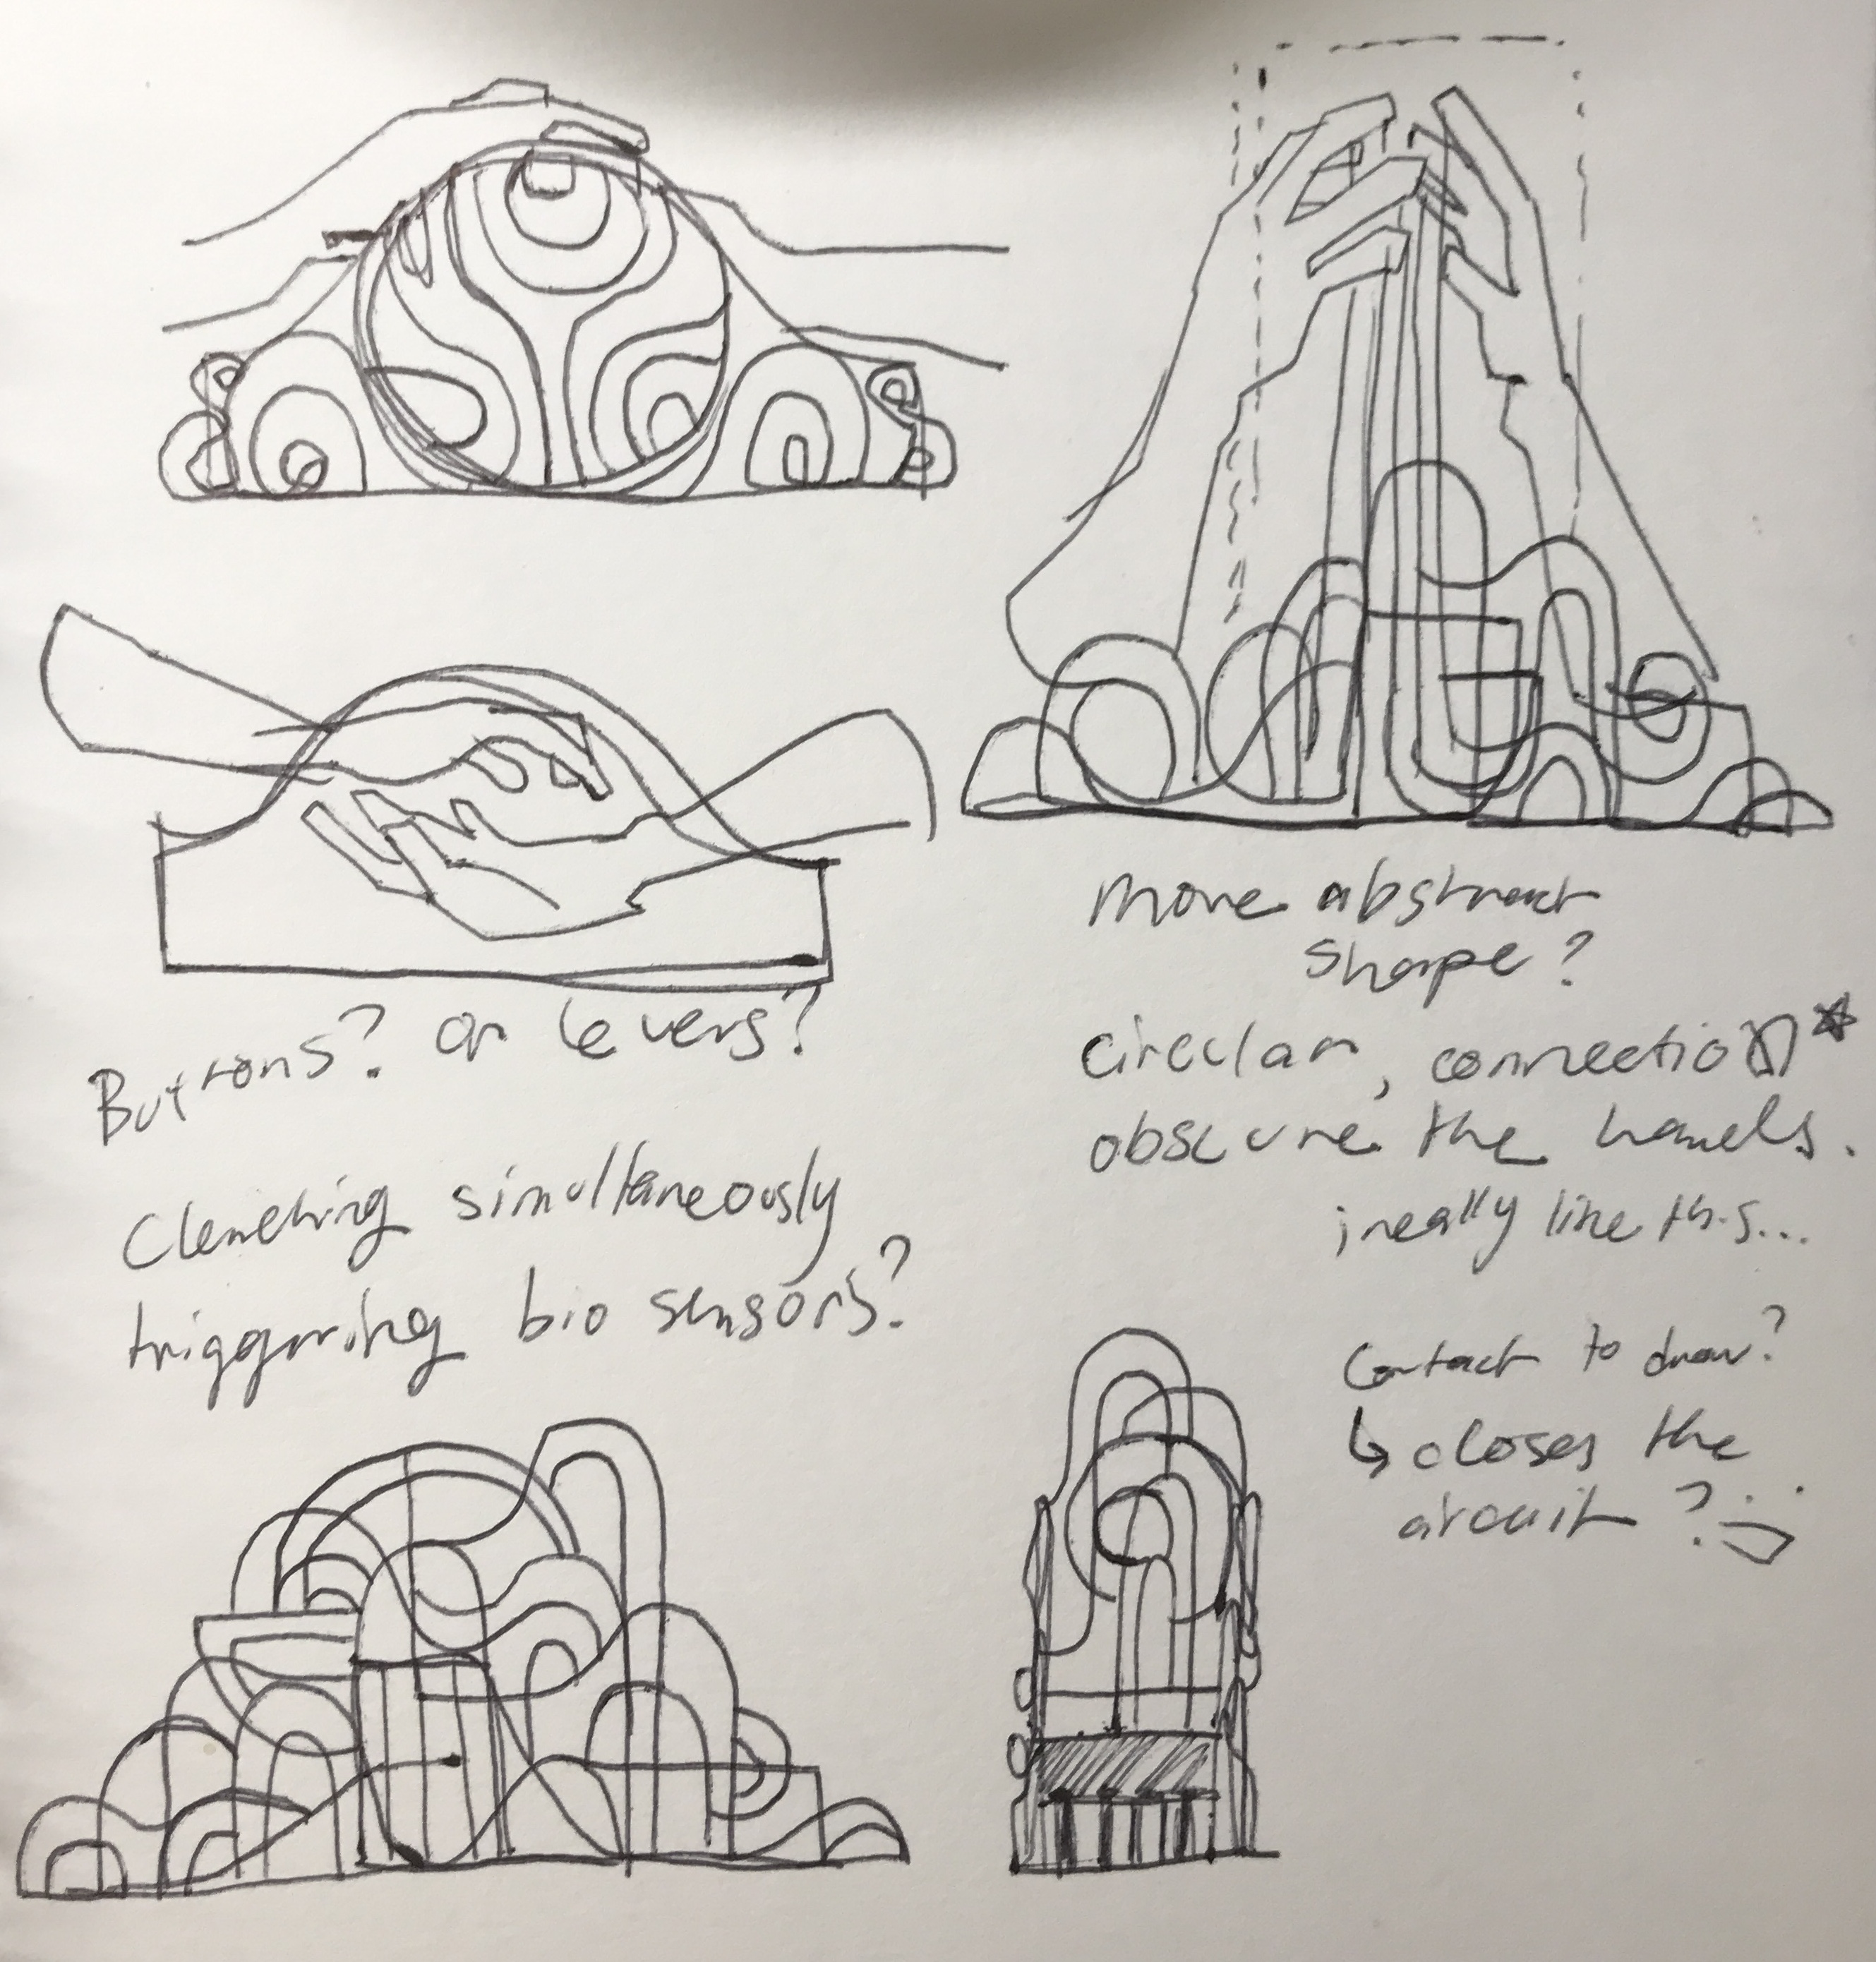 more abstract
shape?
circular, connection*
obscure the hands.
i really like this...
Buttons? or levers?
Clenching simultaneously
triggering bio sensors?
Contact to draw?
↳ closes the
circuit?